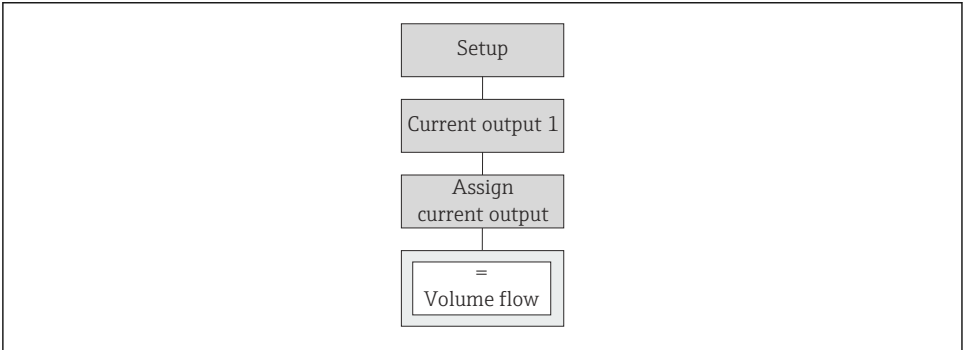 Setup
Current output 1
Assign
current output
=
Volume flow